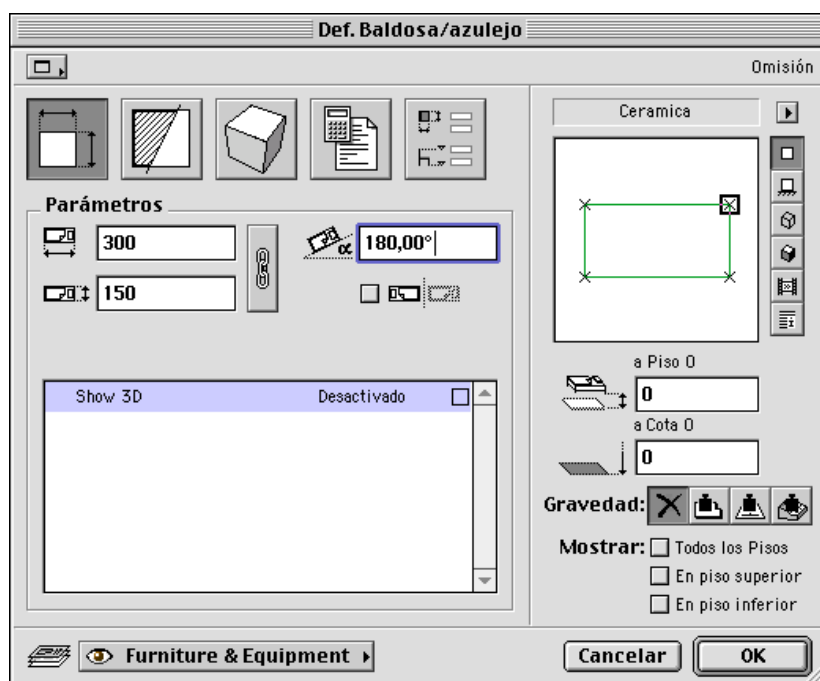 Def. Baldosa/azulejo
Omisión
Parámetros
300
α 180,00°
150
Show 3D Desactivado
Ceramica
a Piso 0
0
a Cota 0
0
Gravedad:
Mostrar: Todos los Pisos
En piso superior
En piso inferior
Furniture & Equipment
Cancelar OK